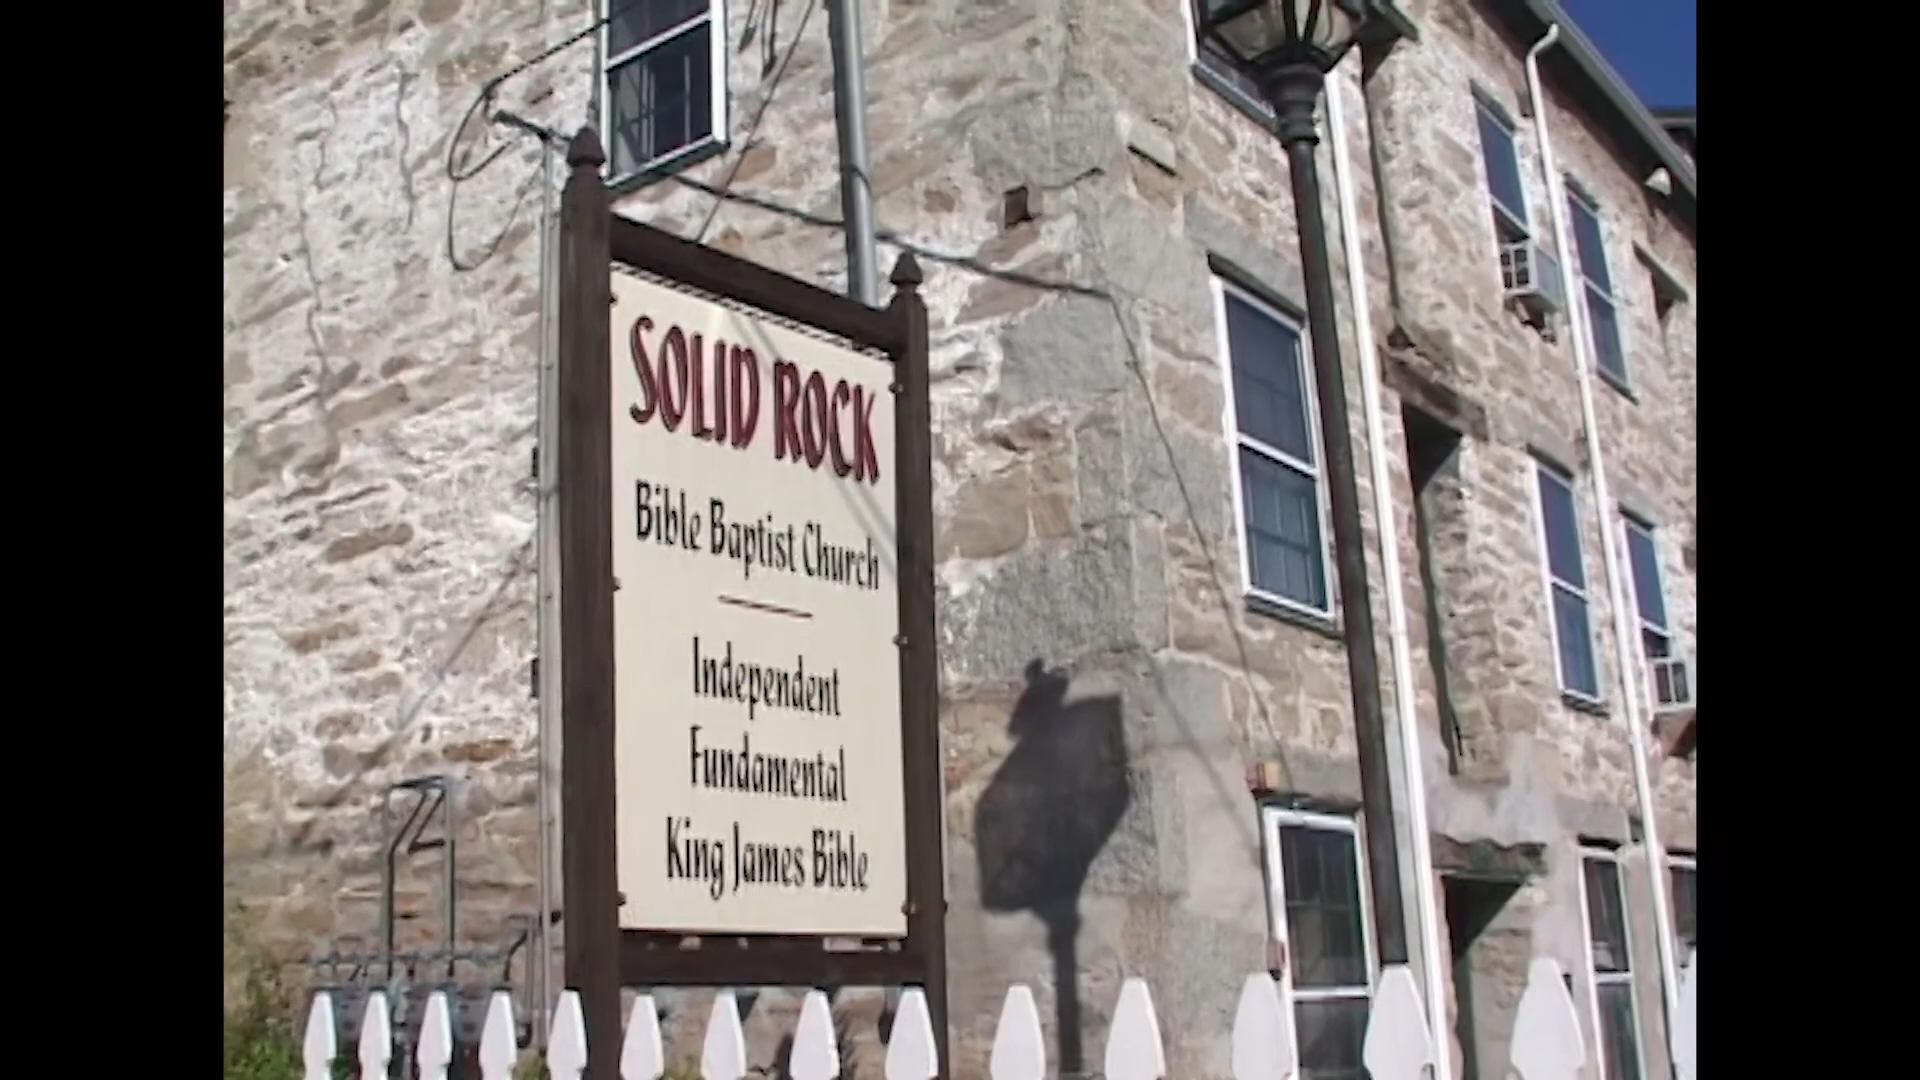 SOLID ROCK
Bible Baptist Church
Independent
Fundamental
King James Bible